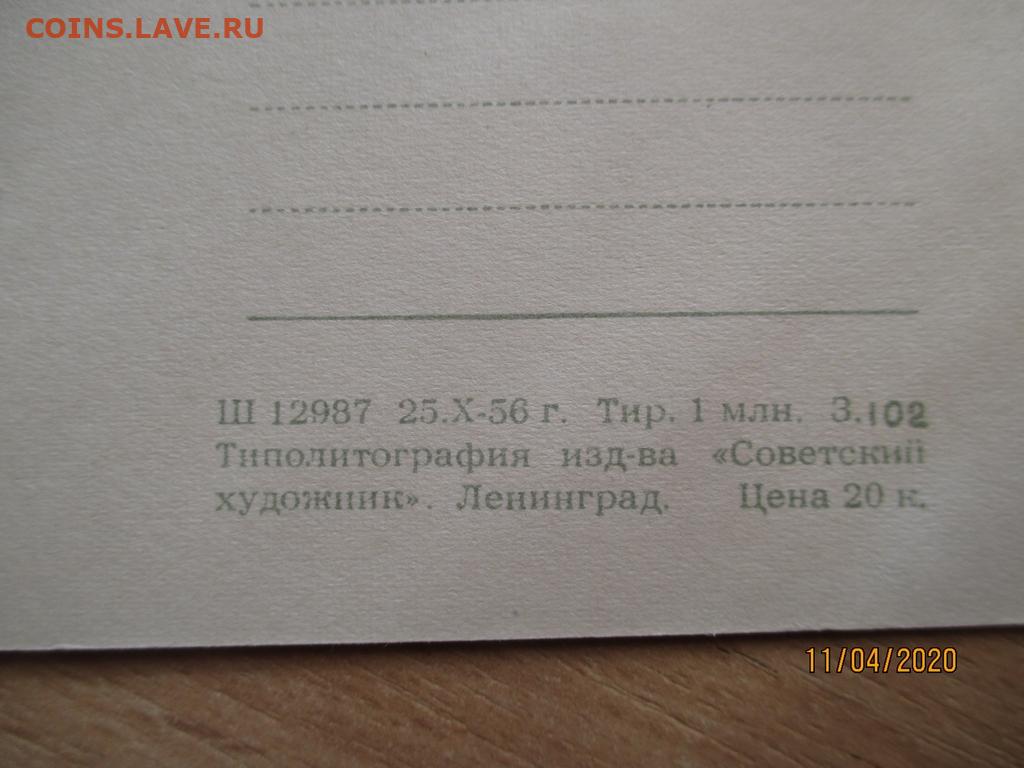 COINS.LAVE.RU
Ш 12987 25.X-56 г. Тир. 1 млн. З.102
Типолитография изд-ва «Советский
художник». Ленинград. Цена 20 к.
11/04/2020